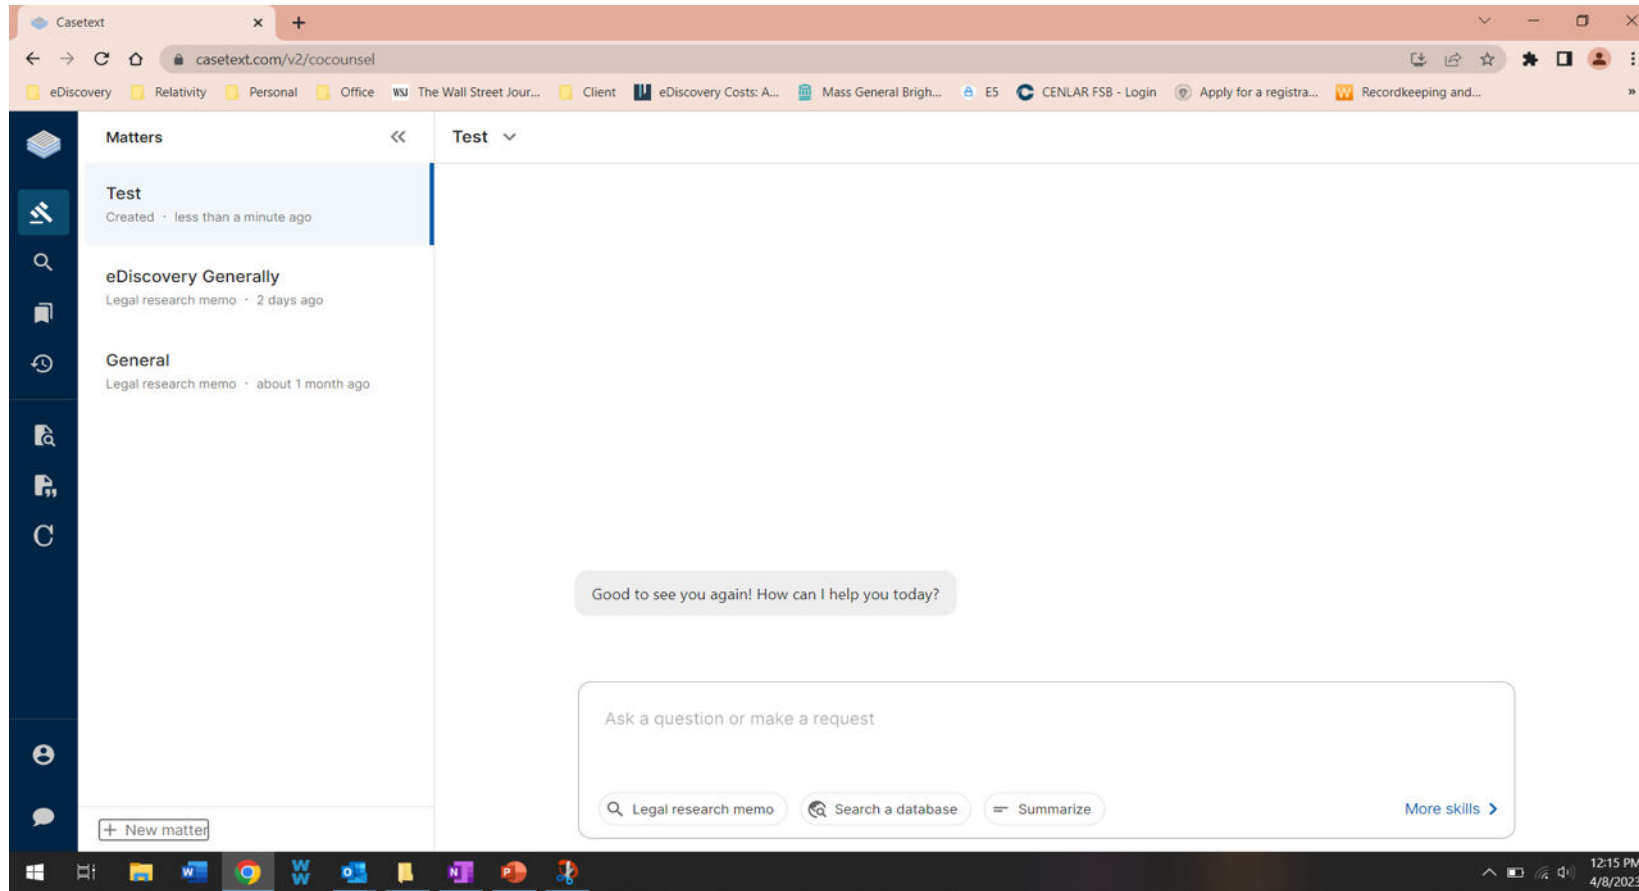 Casetext
casetext.com/v2/cocounsel
eDiscovery Relativity Personal Office WSJ The Wall Street Jour... Client eDiscovery Costs: A... Mass General Brigh... E5 CENLAR FSB - Login Apply for a registra... Recordkeeping and... »
Matters
Test
Test
Created · less than a minute ago
eDiscovery Generally
Legal research memo · 2 days ago
General
Legal research memo · about 1 month ago
C
Good to see you again! How can I help you today?
Ask a question or make a request
Legal research memo Search a database Summarize More skills
+ New matter
12:15 PM
4/8/2023